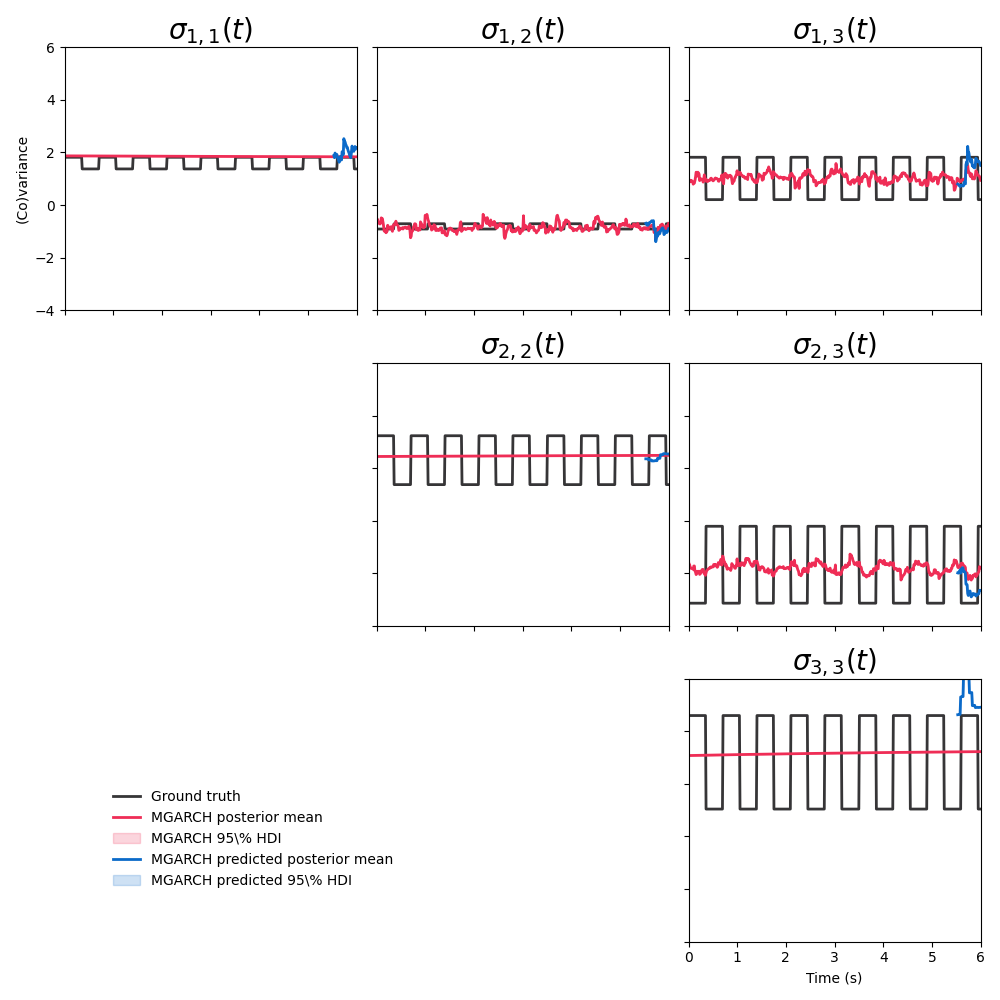 σ1,1(t)
σ1,2(t)
σ1,3(t)
6
4
2
0
−2
−4
(Co)variance
σ2,2(t)
σ2,3(t)
σ3,3(t)
Ground truth
MGARCH posterior mean
MGARCH 95\% HDI
MGARCH predicted posterior mean
MGARCH predicted 95\% HDI
0 1 2 3 4 5 6
Time (s)